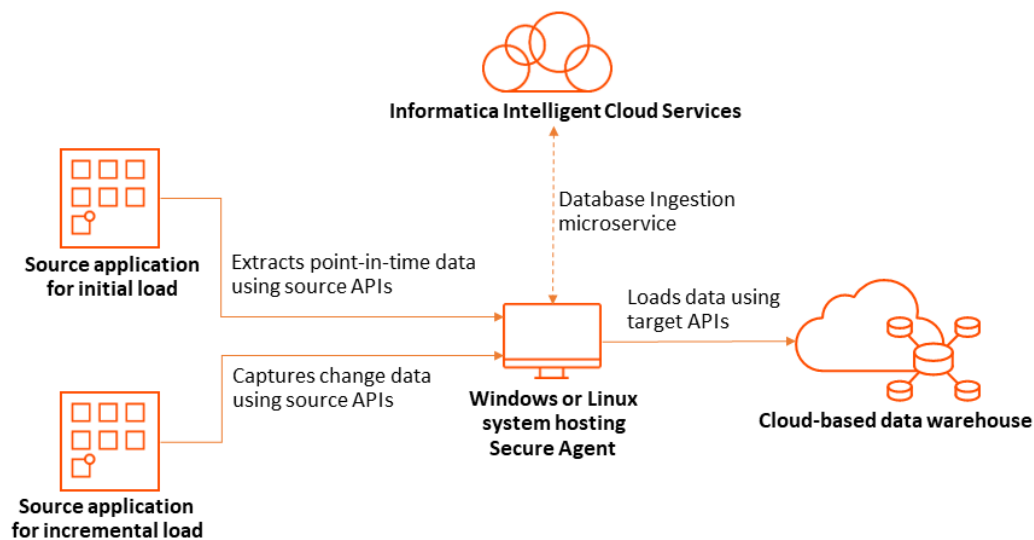 Informatica Intelligent Cloud Services
Database Ingestion
microservice
Source application
for initial load
Extracts point-in-time data
using source APIs
Loads data using
target APIs
Captures change data
using source APIs
Windows or Linux
system hosting
Secure Agent
Cloud-based data warehouse
Source application
for incremental load